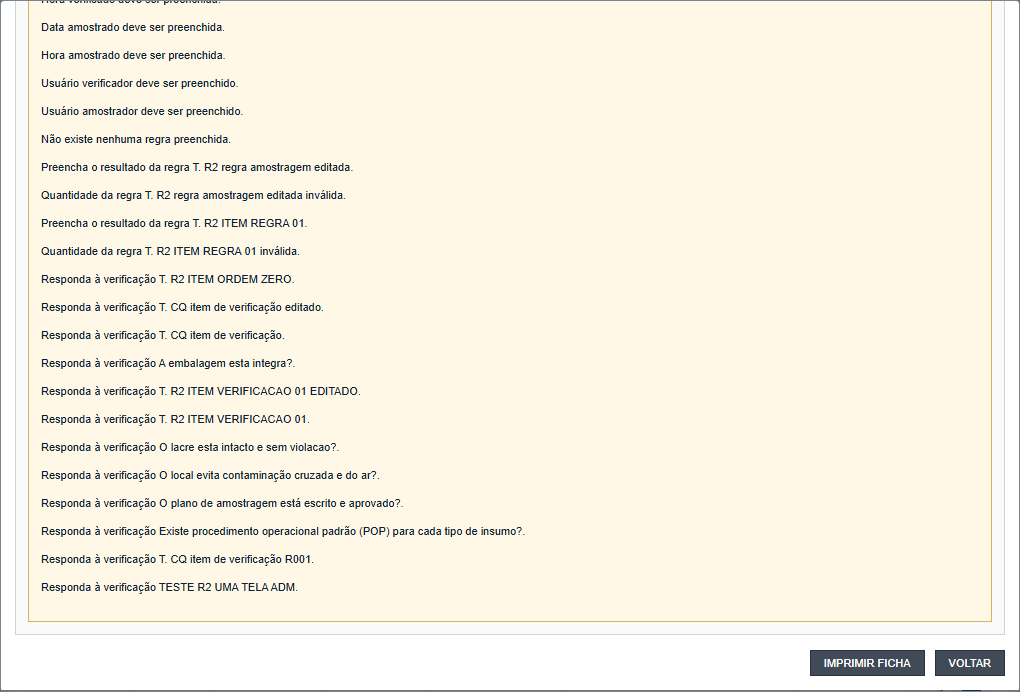 Hora verificado deve ser preenchida.
Data amostrado deve ser preenchida.
Hora amostrado deve ser preenchida.
Usuário verificador deve ser preenchido.
Usuário amostrador deve ser preenchido.
Não existe nenhuma regra preenchida.
Preencha o resultado da regra T. R2 regra amostragem editada.
Quantidade da regra T. R2 regra amostragem editada inválida.
Preencha o resultado da regra T. R2 ITEM REGRA 01.
Quantidade da regra T. R2 ITEM REGRA 01 inválida.
Responda à verificação T. R2 ITEM ORDEM ZERO.
Responda à verificação T. CQ item de verificação editado.
Responda à verificação T. CQ item de verificação.
Responda à verificação A embalagem esta integra?.
Responda à verificação T. R2 ITEM VERIFICACAO 01 EDITADO.
Responda à verificação T. R2 ITEM VERIFICACAO 01.
Responda à verificação O lacre esta intacto e sem violacao?.
Responda à verificação O local evita contaminação cruzada e do ar?.
Responda à verificação O plano de amostragem está escrito e aprovado?.
Responda à verificação Existe procedimento operacional padrão (POP) para cada tipo de insumo?.
Responda à verificação T. CQ item de verificação R001.
Responda à verificação TESTE R2 UMA TELA ADM.
IMPRIMIR FICHA VOLTAR